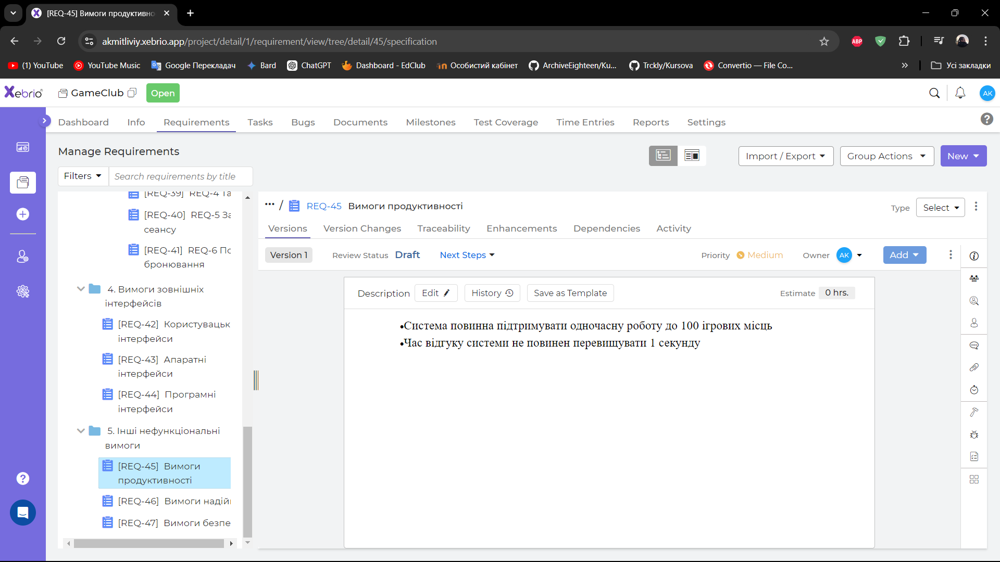 [REQ-45] Вимоги продуктивно
akmitliviy.xebrio.app/project/detail/1/requirement/view/tree/detail/45/specification
ABP
(1) YouTube
YouTube Music
Google Перекладач
Bard
ChatGPT
Dashboard - EdClub
Особистий кабінет
ArchiveEighteen/Ku...
Trckly/Kursova
Convertio — File Co...
Усі закладки
Xebrio
GameClub
Open
AK
Dashboard
Info
Requirements
Tasks
Bugs
Documents
Milestones
Test Coverage
Time Entries
Reports
Settings
Manage Requirements
Import / Export
Group Actions
New
Filters
Search requirements by title
[REQ-39] REQ-4 Та
[REQ-40] REQ-5 За
сеансу
[REQ-41] REQ-6 По
бронювання
4. Вимоги зовнішніх
інтерфейсів
[REQ-42] Користувацьк
інтерфейси
[REQ-43] Апаратні
інтерфейси
[REQ-44] Програмні
інтерфейси
5. Інші нефункціональні
вимоги
[REQ-45] Вимоги
продуктивності
[REQ-46] Вимоги надій
[REQ-47] Вимоги безпе
... / REQ-45 Вимоги продуктивності
Type
Select
Versions
Version Changes
Traceability
Enhancements
Dependencies
Activity
Version 1
Review Status Draft
Next Steps
Priority Medium
Owner AK
Add
Description
Edit
History
Save as Template
Estimate 0 hrs.
•Система повинна підтримувати одночасну роботу до 100 ігрових місць
•Час відгуку системи не повинен перевищувати 1 секунду